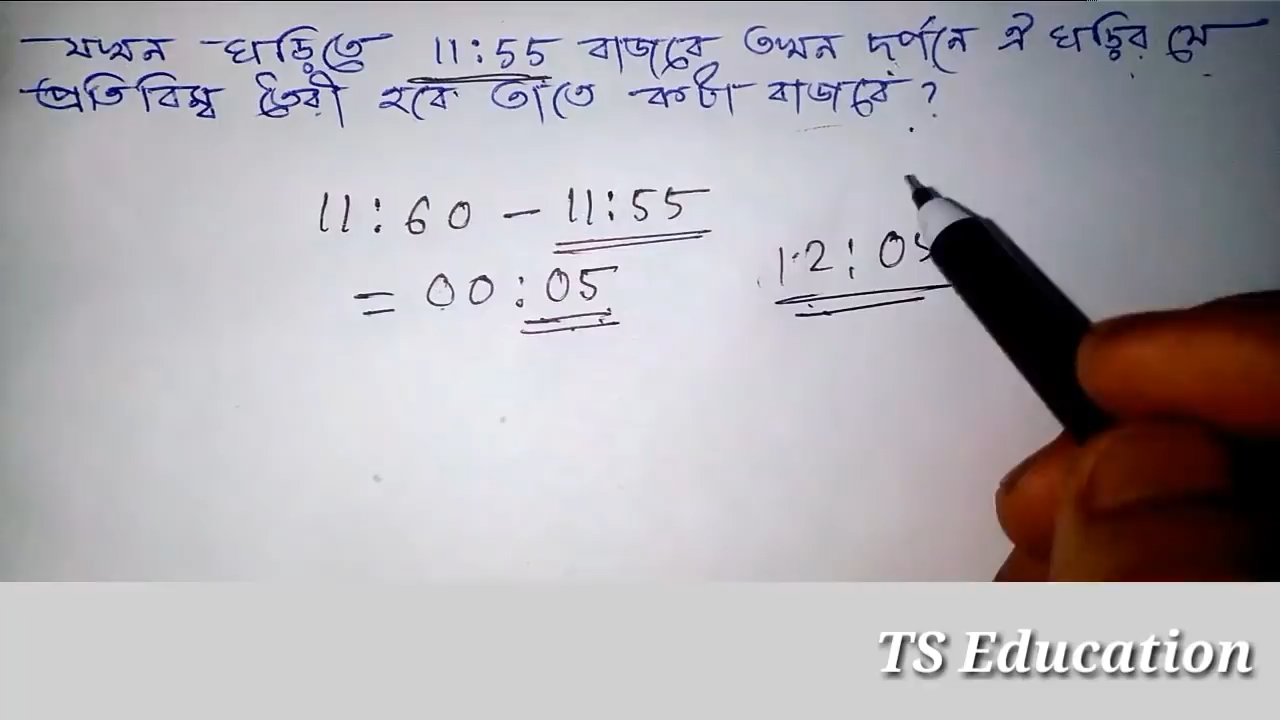 যখন ঘড়িতে 11:55 বাজবে তখন দর্পনে ঐ ঘড়ির যে
প্রতিবিম্ব তৈরী হবে তাতে কটা বাজবে ?
11:60 - 11:55
= 00:05
12:05
TS Education